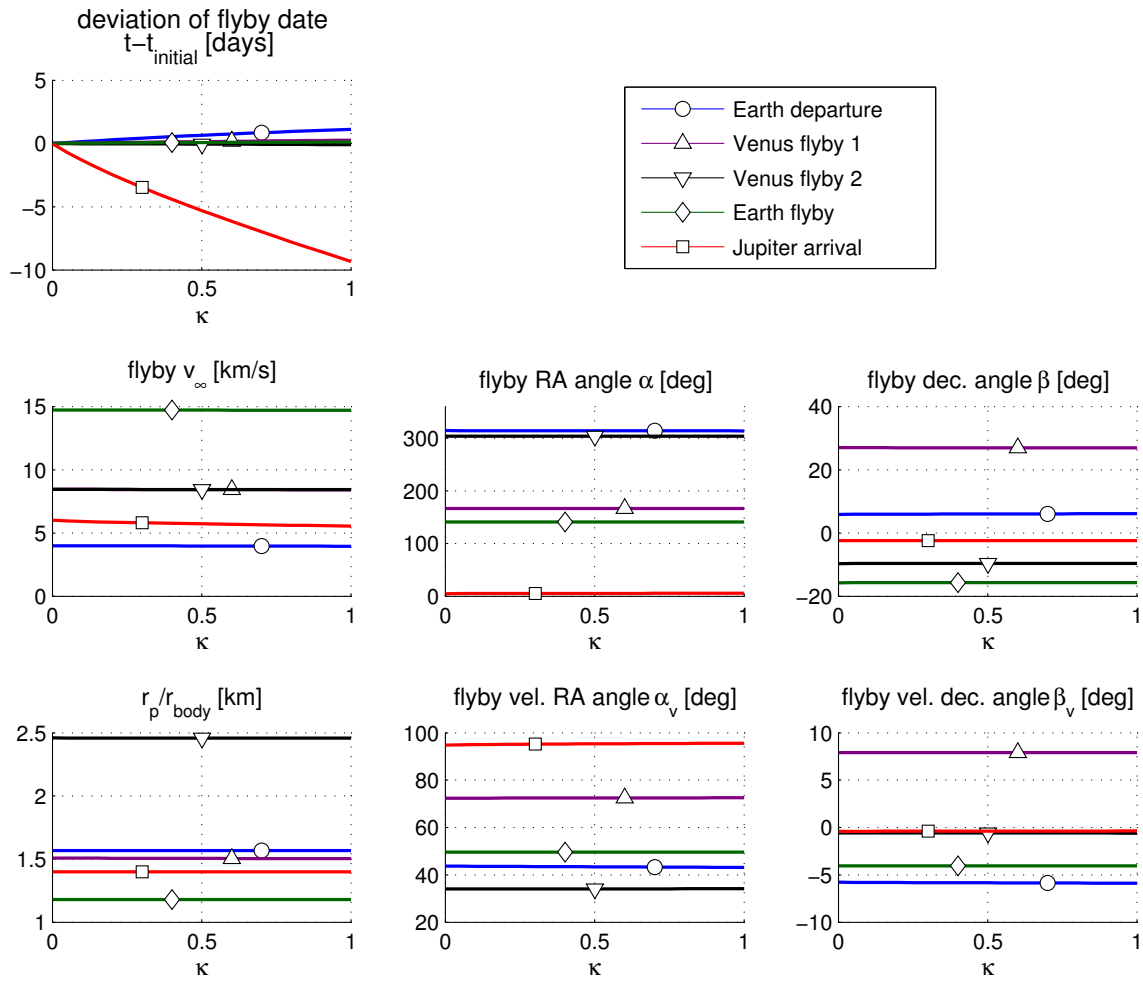 deviation of flyby date
t−t_initial [days]
5
0
−5
−10
0
0.5
1
κ
Earth departure
Venus flyby 1
Venus flyby 2
Earth flyby
Jupiter arrival
flyby v_∞ [km/s]
15
10
5
0
0
0.5
1
κ
flyby RA angle α [deg]
300
200
100
0
0
0.5
1
κ
flyby dec. angle β [deg]
40
20
0
−20
0
0.5
1
κ
r_p/r_body [km]
2.5
2
1.5
1
0
0.5
1
κ
flyby vel. RA angle α_v [deg]
100
80
60
40
20
0
0.5
1
κ
flyby vel. dec. angle β_v [deg]
10
5
0
−5
−10
0
0.5
1
κ